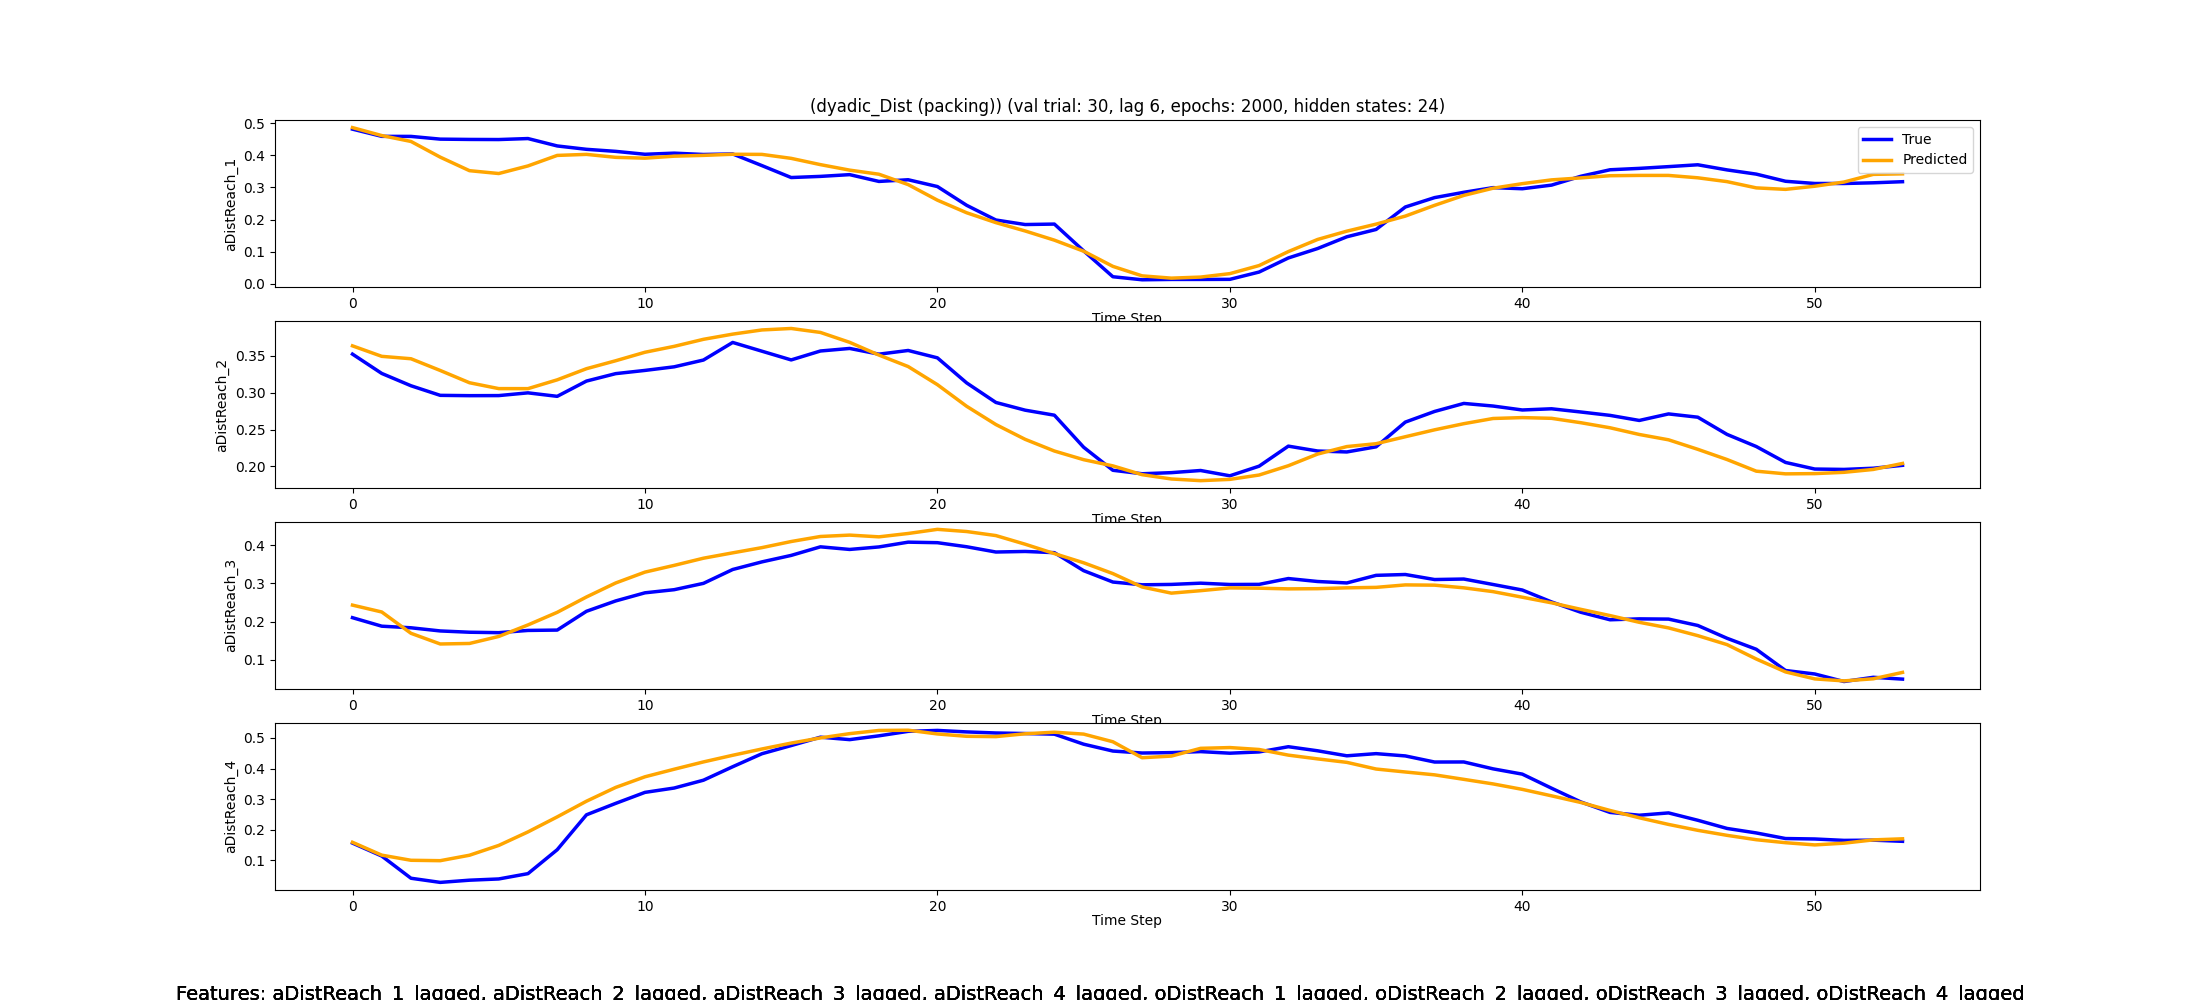 (dyadic_Dist (packing)) (val trial: 30, lag 6, epochs: 2000, hidden states: 24)
True
Predicted
aDistReach_1
0.5
0.4
0.3
0.2
0.1
0.0
0 10 20 30 40 50
Time Step
aDistReach_2
0.35
0.30
0.25
0.20
0 10 20 30 40 50
Time Step
aDistReach_3
0.4
0.3
0.2
0.1
0 10 20 30 40 50
Time Step
aDistReach_4
0.5
0.4
0.3
0.2
0.1
0 10 20 30 40 50
Time Step
Features: aDistReach_1_lagged, aDistReach_2_lagged, aDistReach_3_lagged, aDistReach_4_lagged, oDistReach_1_lagged, oDistReach_2_lagged, oDistReach_3_lagged, oDistReach_4_lagged